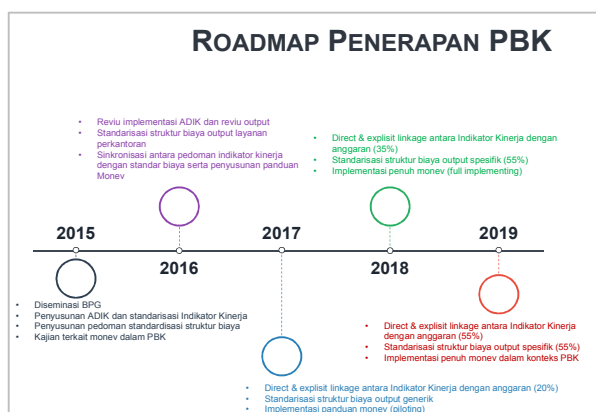 ROADMAP PENERAPAN PBK
• Reviu implementasi ADIK dan reviu output
• Standarisasi struktur biaya output layanan
perkantoran
• Sinkronisasi antara pedoman indikator kinerja
dengan standar biaya serta penyusunan panduan
Monev
• Direct & explisit linkage antara Indikator Kinerja dengan
anggaran (35%)
• Standarisasi struktur biaya output spesifik (55%)
• Implementasi penuh monev (full implementing)
2015
2017
2019
2016
2018
• Diseminasi BPG
• Penyusunan ADIK dan standarisasi Indikator Kinerja
• Penyusunan pedoman standardisasi struktur biaya
• Kajian terkait monev dalam PBK
• Direct & explisit linkage antara Indikator Kinerja
dengan anggaran (55%)
• Standarisasi struktur biaya output spesifik (55%)
• Implementasi penuh monev dalam konteks PBK
• Direct & explisit linkage antara Indikator Kinerja dengan anggaran (20%)
• Standarisasi struktur biaya output generik
• Implementasi panduan monev (piloting)